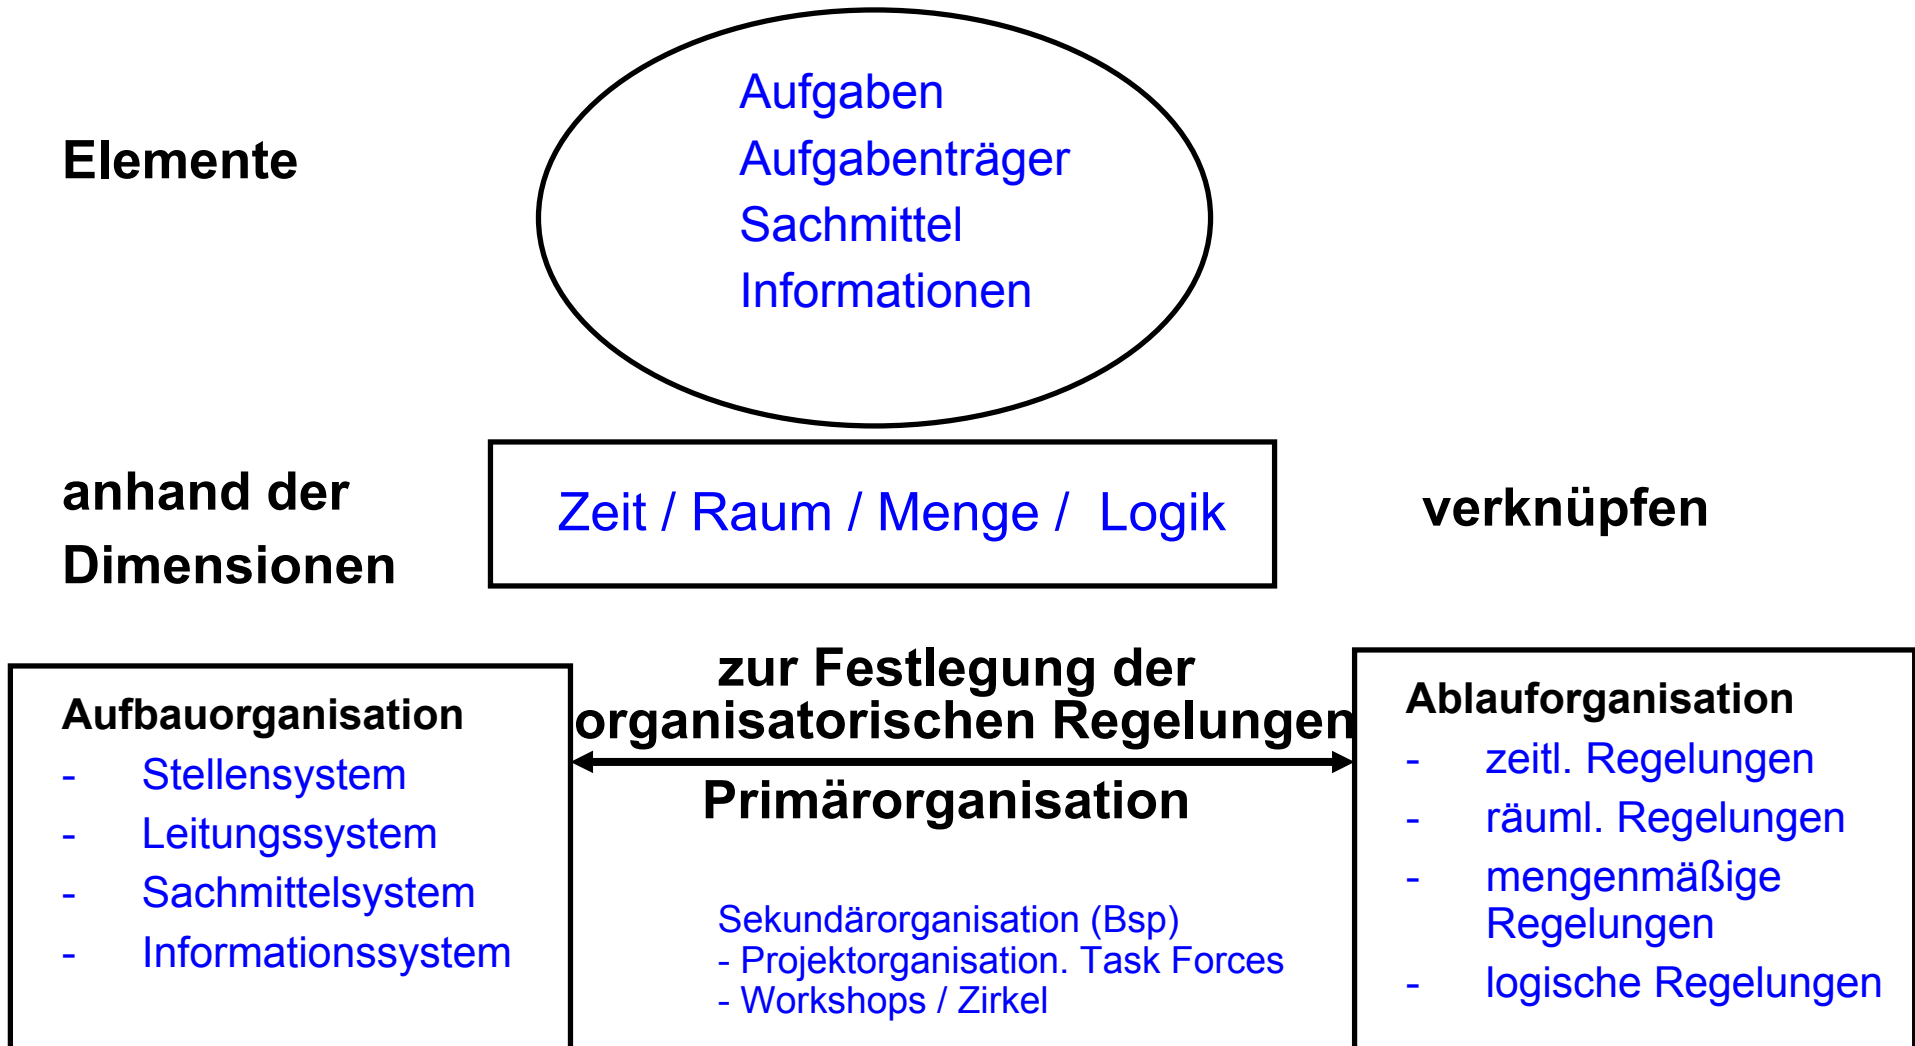 Elemente
Aufgaben
Aufgabenträger
Sachmittel
Informationen
anhand der
Dimensionen
Zeit / Raum / Menge / Logik
verknüpfen
zur Festlegung der
organisatorischen Regelungen
Primärorganisation
Aufbauorganisation
- Stellensystem
- Leitungssystem
- Sachmittelsystem
- Informationssystem
Sekundärorganisation (Bsp)
- Projektorganisation. Task Forces
- Workshops / Zirkel
Ablauforganisation
- zeitl. Regelungen
- räuml. Regelungen
- mengenmäßige
Regelungen
- logische Regelungen